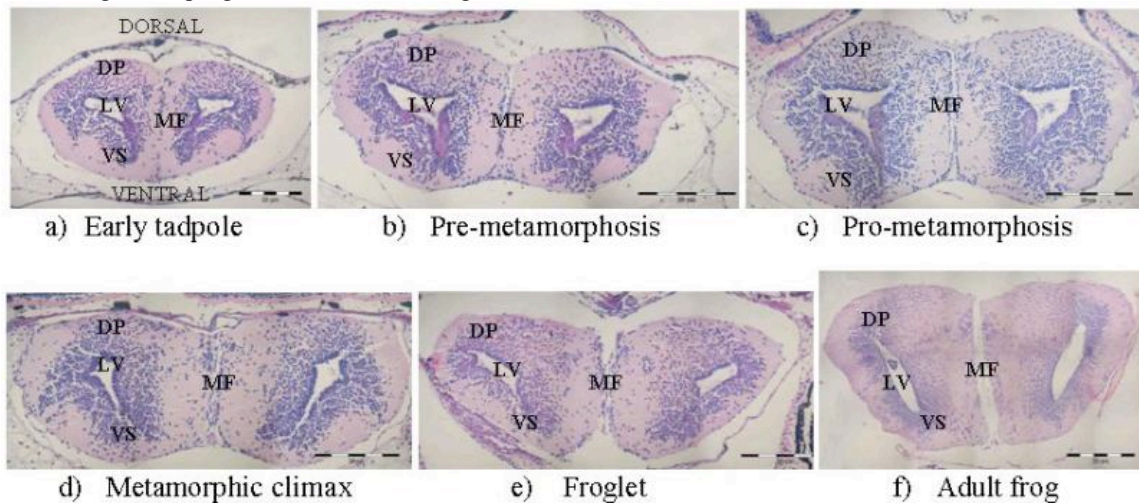 DORSAL
DP
LV
MF
VS
VENTRAL
a) Early tadpole
DP
LV
MF
VS
b) Pre-metamorphosis
DP
LV
MF
VS
c) Pro-metamorphosis
DP
LV
MF
VS
d) Metamorphic climax
DP
LV
MF
VS
e) Froglet
DP
LV
MF
VS
f) Adult frog